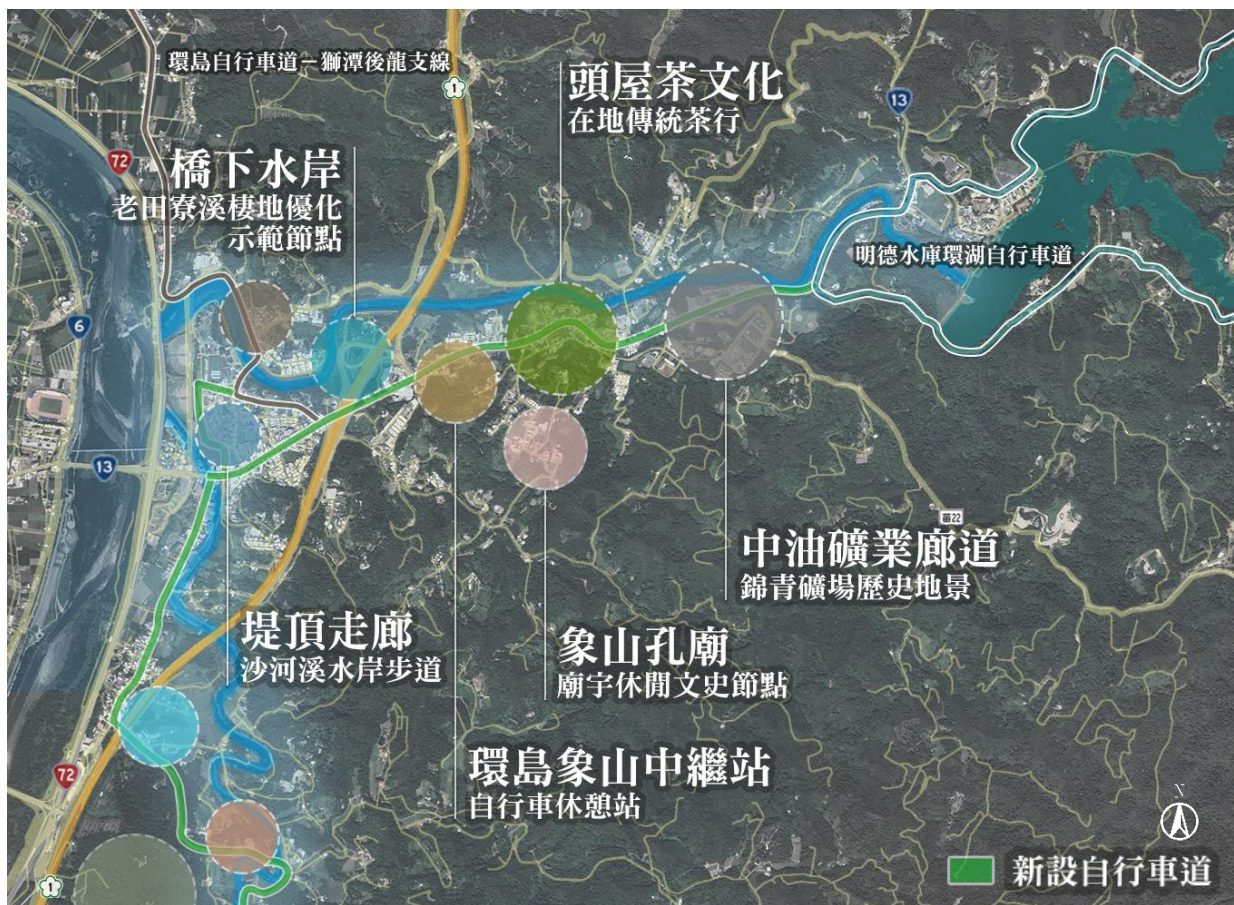 環島自行車道－獅潭後龍支線
1
頭屋茶文化
在地傳統茶行
13
72
橋下水岸
老田寮溪棲地優化
示範節點
明德水庫環湖自行車道
6
13
苗22
中油礦業廊道
錦青礦場歷史地景
堤頂走廊
沙河溪水岸步道
象山孔廟
廟宇休閒文史節點
環島象山中繼站
自行車休憩站
72
1
N
新設自行車道